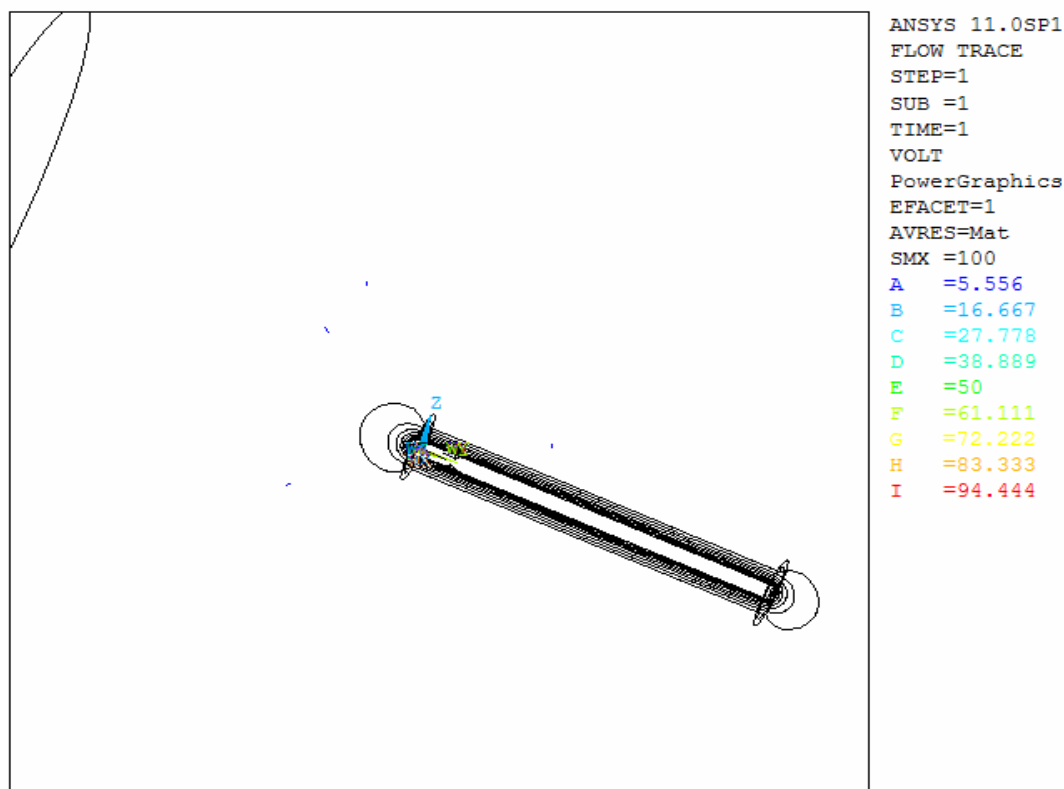 ANSYS 11.0SP1
FLOW TRACE
STEP=1
SUB =1
TIME=1
VOLT
PowerGraphics
EFACET=1
AVRES=Mat
SMX =100
A =5.556
B =16.667
C =27.778
D =38.889
E =50
F =61.111
G =72.222
H =83.333
I =94.444
Z